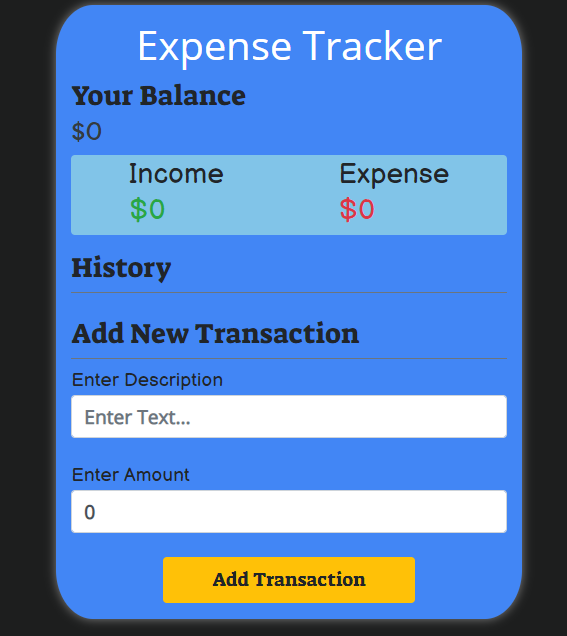 Expense Tracker
Your Balance
$0
Income Expense
$0 $0
History
Add New Transaction
Enter Description
Enter Text...
Enter Amount
0
Add Transaction